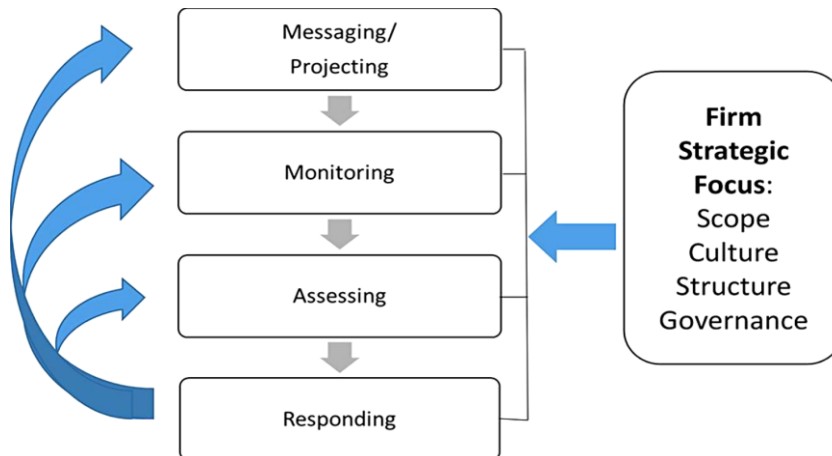 Messaging/
Projecting
Monitoring
Assessing
Responding
Firm
Strategic
Focus:
Scope
Culture
Structure
Governance